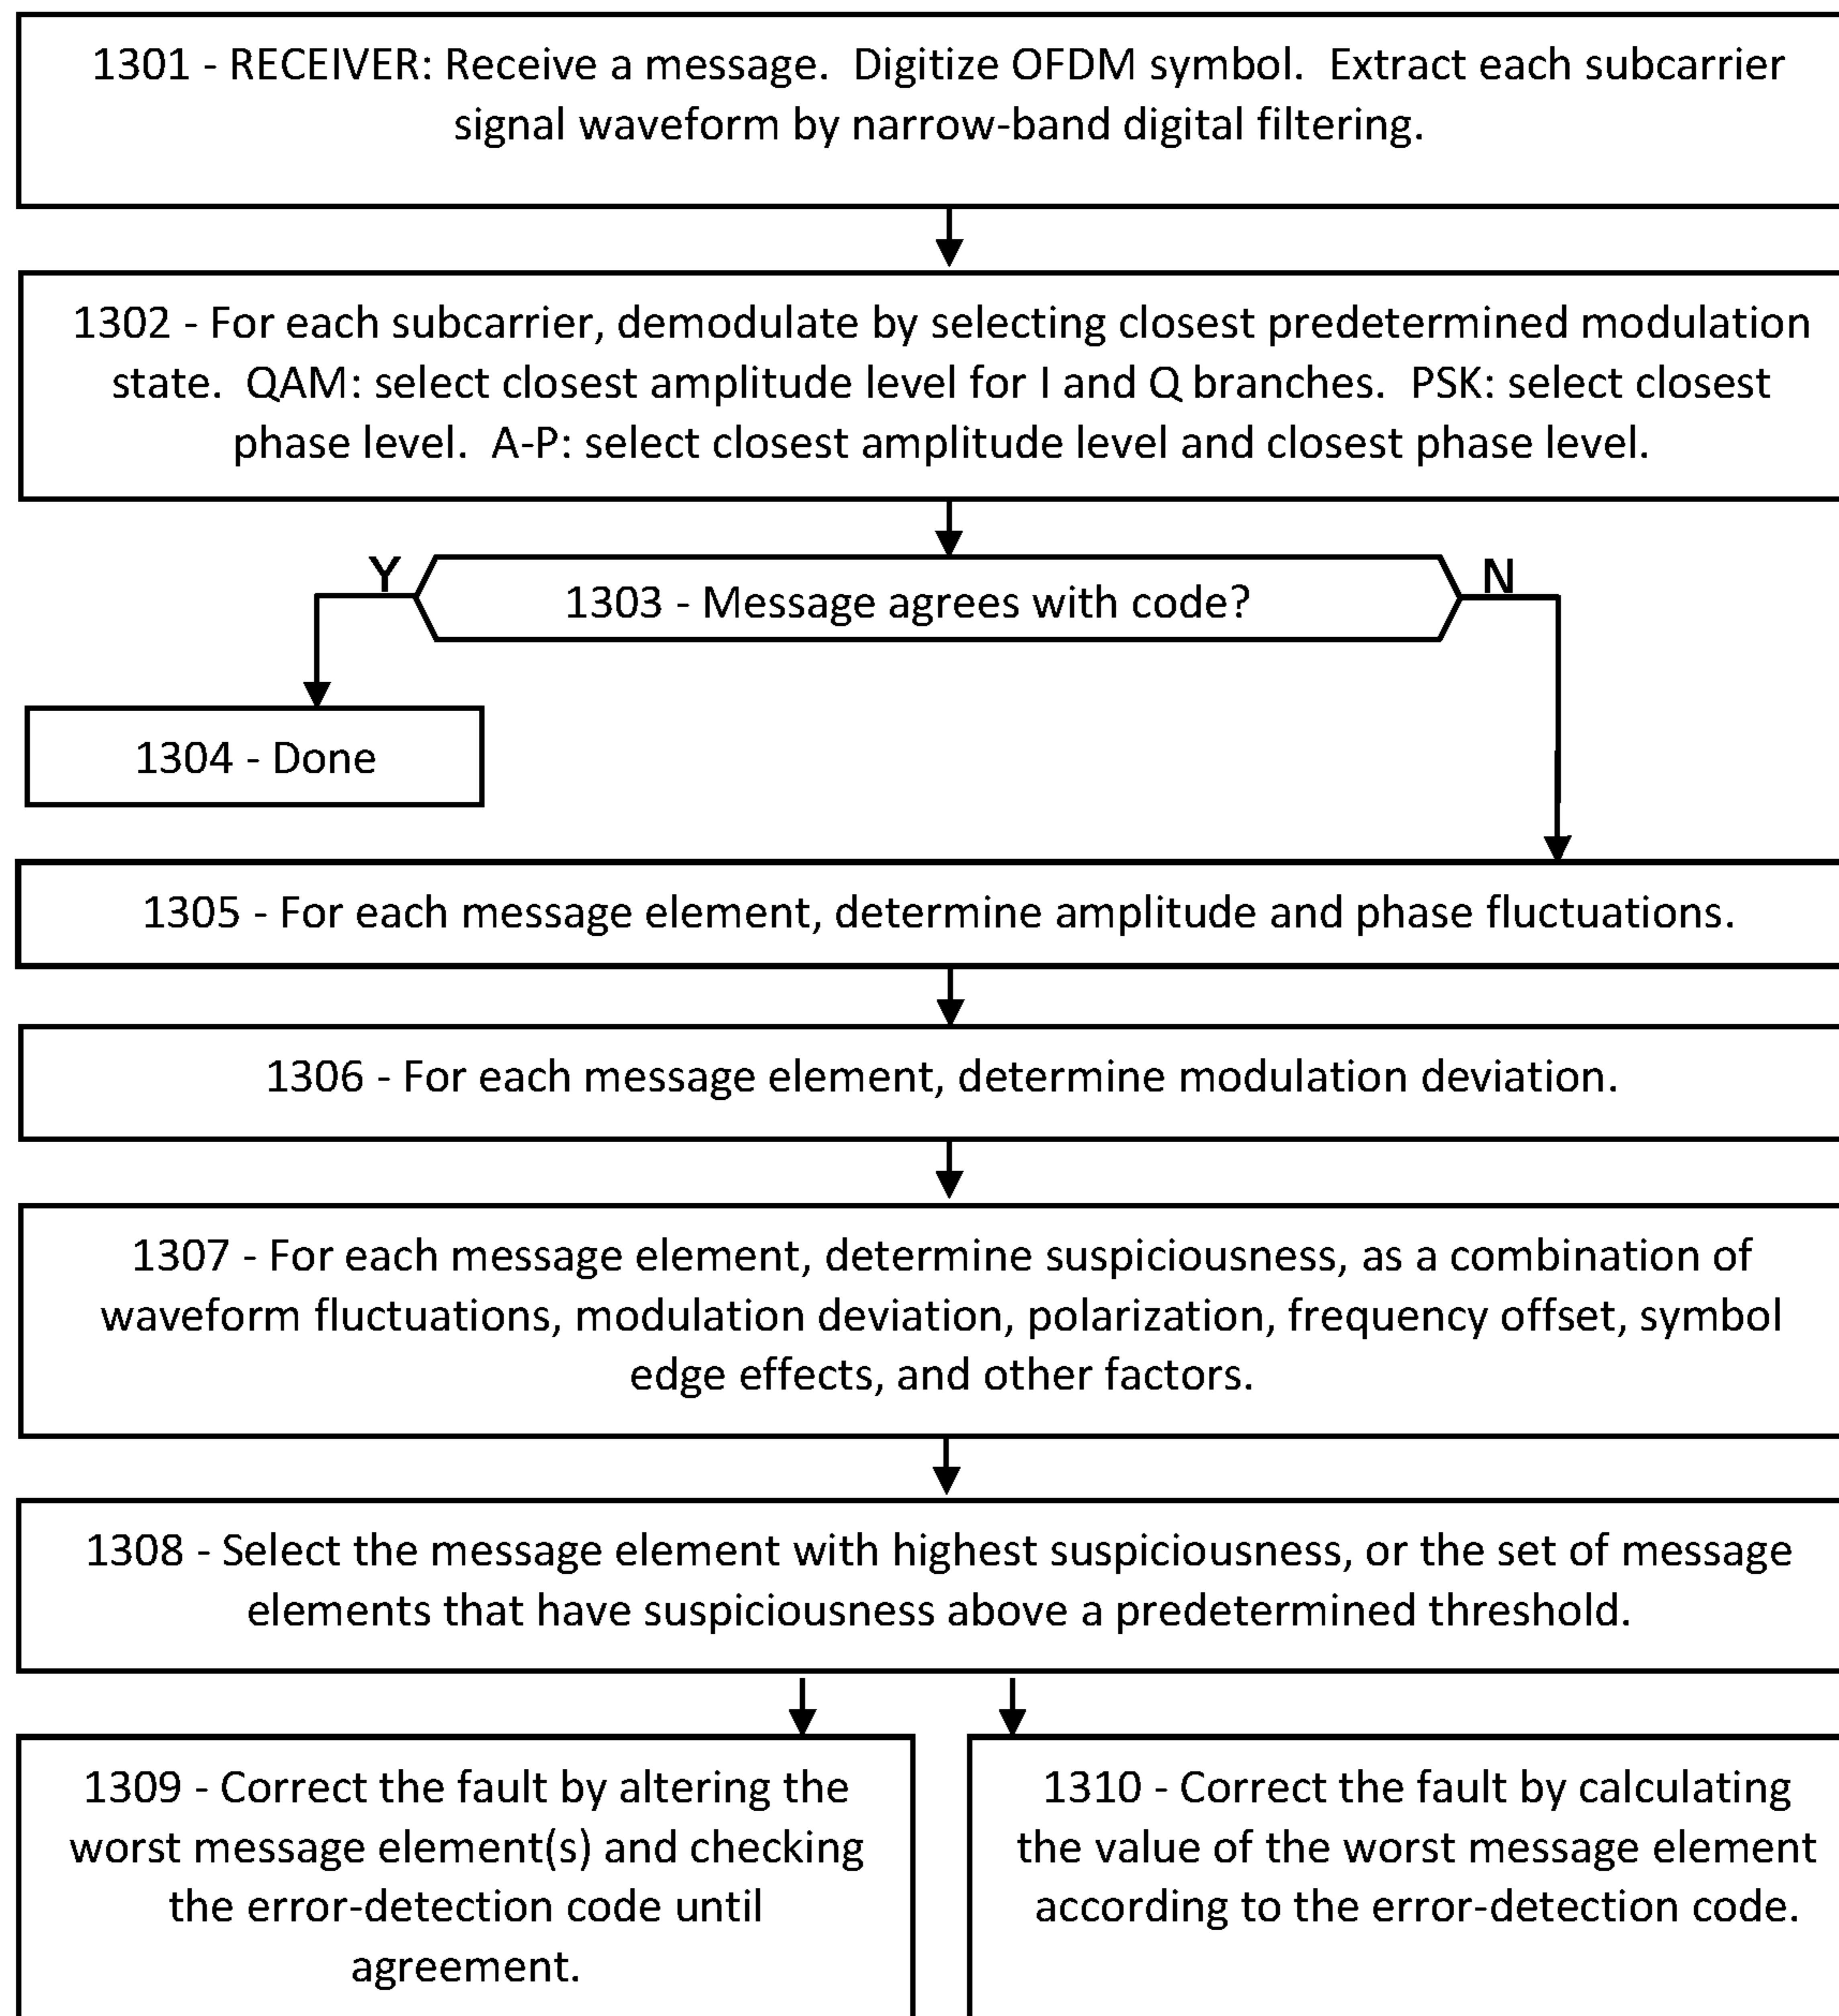 1301 - RECEIVER: Receive a message.  Digitize OFDM symbol.  Extract each subcarrier
signal waveform by narrow-band digital filtering.
1302 - For each subcarrier, demodulate by selecting closest predetermined modulation
state.  QAM: select closest amplitude level for I and Q branches.  PSK: select closest
phase level.  A-P: select closest amplitude level and closest phase level.
Y
1303 - Message agrees with code?
N
1304 - Done
1305 - For each message element, determine amplitude and phase fluctuations.
1306 - For each message element, determine modulation deviation.
1307 - For each message element, determine suspiciousness, as a combination of
waveform fluctuations, modulation deviation, polarization, frequency offset, symbol
edge effects, and other factors.
1308 - Select the message element with highest suspiciousness, or the set of message
elements that have suspiciousness above a predetermined threshold.
1309 - Correct the fault by altering the
worst message element(s) and checking
the error-detection code until
agreement.
1310 - Correct the fault by calculating
the value of the worst message element
according to the error-detection code.